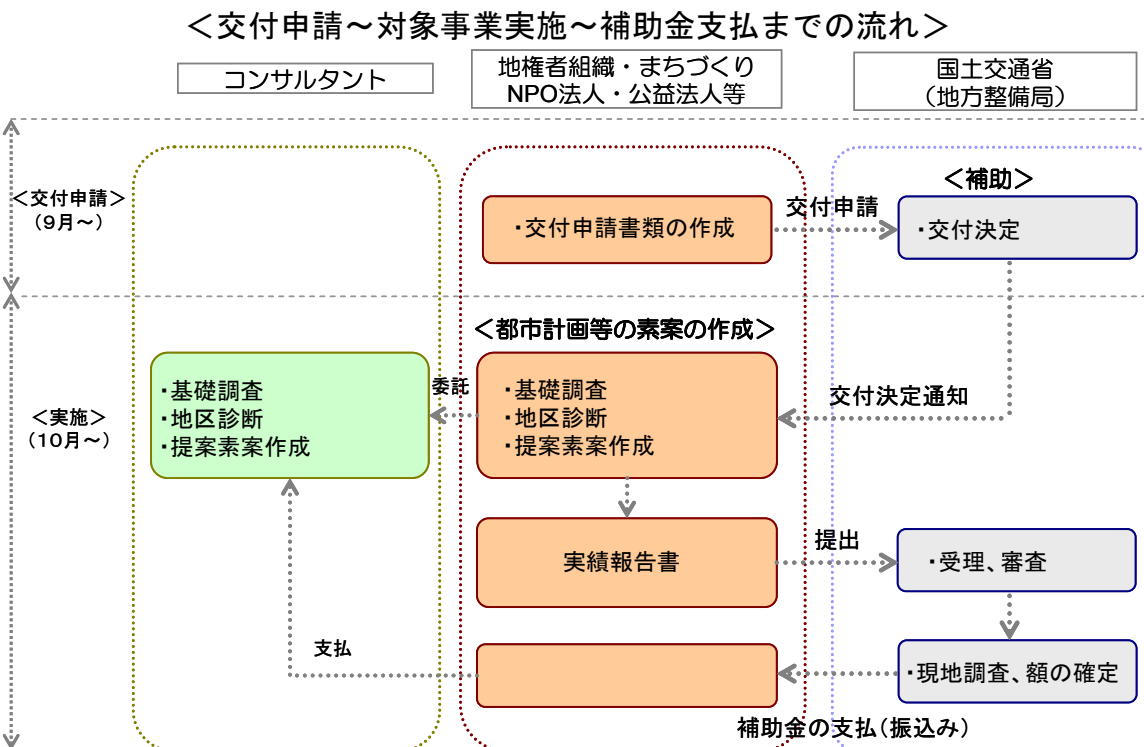 ＜交付申請～対象事業実施～補助金支払までの流れ＞
コンサルタント
地権者組織・まちづくり
NPO法人・公益法人等
国土交通省
（地方整備局）
＜交付申請＞
（9月～）
＜補助＞
・交付申請書類の作成
交付申請
・交付決定
＜都市計画等の素案の作成＞
＜実施＞
（10月～）
・基礎調査
・地区診断
・提案素案作成
委託
・基礎調査
・地区診断
・提案素案作成
交付決定通知
実績報告書
提出
・受理、審査
支払
・現地調査、額の確定
補助金の支払（振込み）